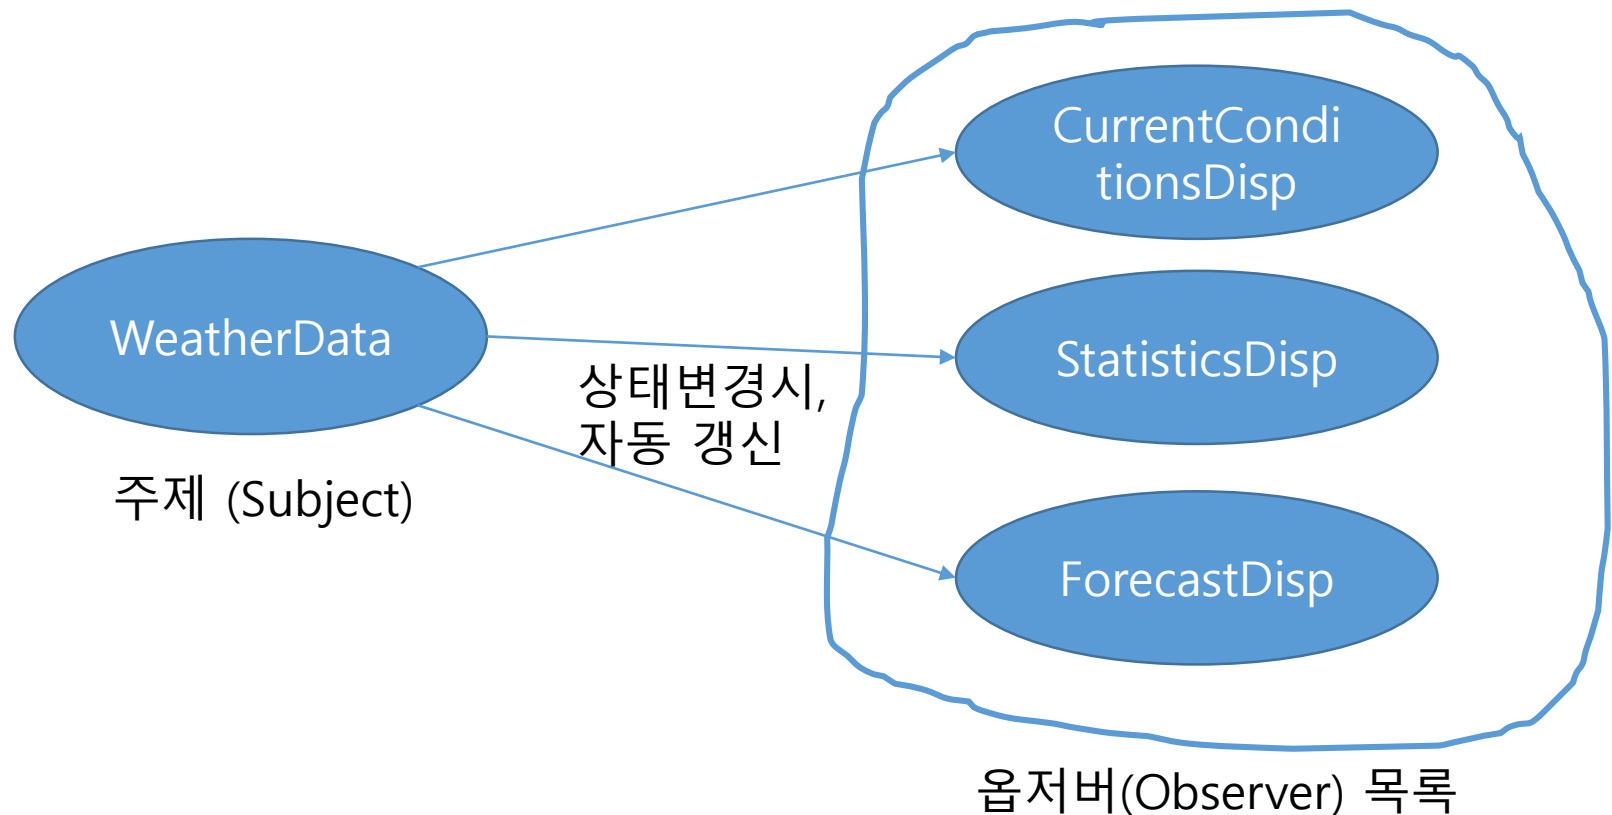 CurrentCondi
tionsDisp
WeatherData
StatisticsDisp
상태변경시,
자동 갱신
주제 (Subject)
ForecastDisp
옵저버(Observer) 목록